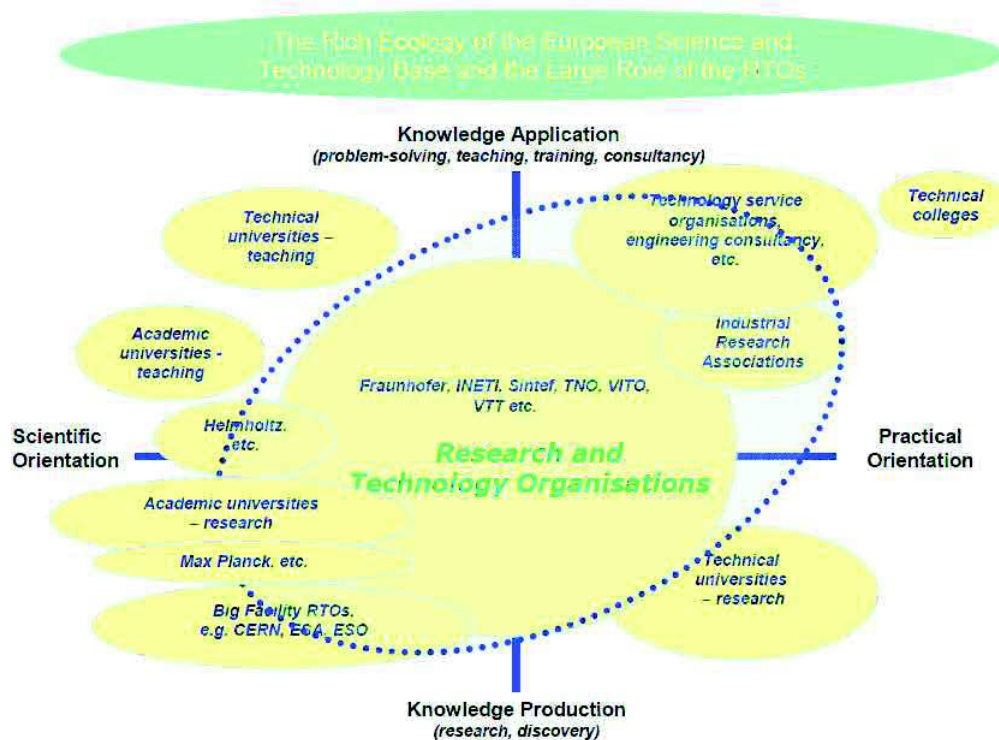 The Rich Ecology of the European Science and
Technology Base and the Large Role of the RTOs
Knowledge Application
(problem-solving, teaching, training, consultancy)
Technical
universities –
teaching
Technology service
organisations,
engineering consultancy,
etc.
Technical
colleges
Academic
universities -
teaching
Industrial
Research
Associations
Fraunhofer, INETI, Sintef, TNO, VITO,
VTT etc.
Helmholtz,
etc.
Scientific
Orientation
Research and
Technology Organisations
Practical
Orientation
Academic universities
– research
Max Planck, etc.
Technical
universities
– research
Big Facility RTOs,
e.g. CERN, ESA, ESO
Knowledge Production
(research, discovery)